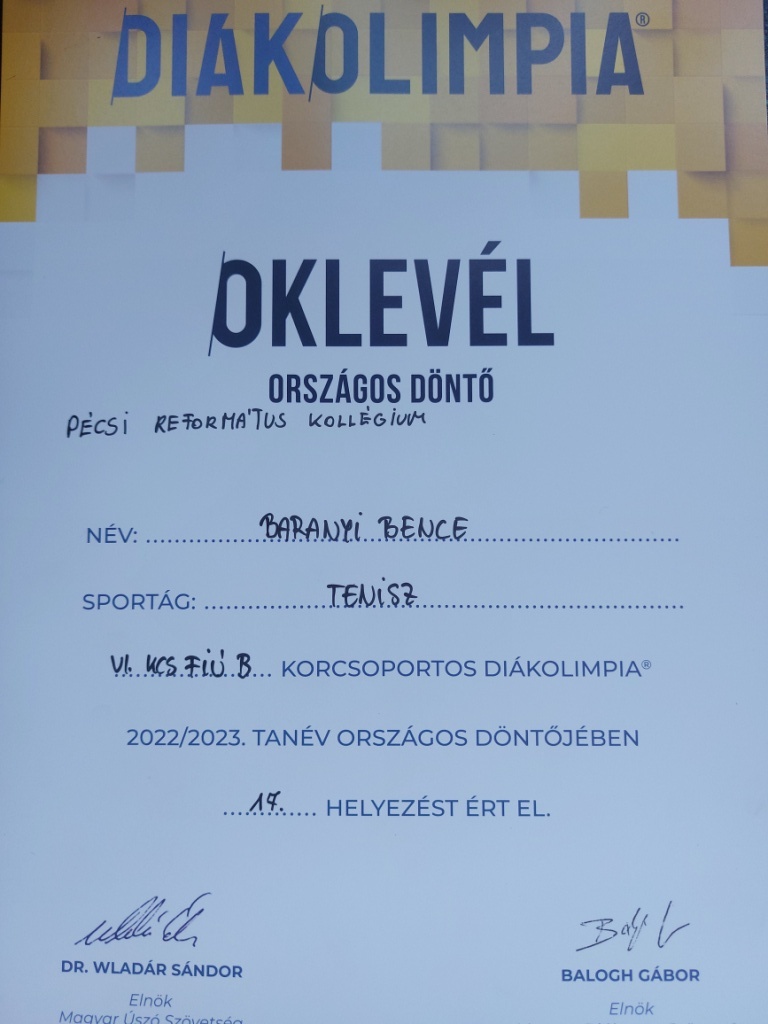 DIÁKOLIMPIA®
OKLEVÉL
ORSZÁGOS DÖNTŐ
PÉCSI REFORMÁTUS KOLLÉGIUM
NÉV: BARANYI BENCE
SPORTÁG: TENISZ
VI. KCS FIÚ B KORCSOPORTOS DIÁKOLIMPIA®
2022/2023. TANÉV ORSZÁGOS DÖNTŐJÉBEN
17. HELYEZÉST ÉRT EL.
DR. WLADÁR SÁNDOR
Elnök
Magyar Úszó Szövetség
BALOGH GÁBOR
Elnök